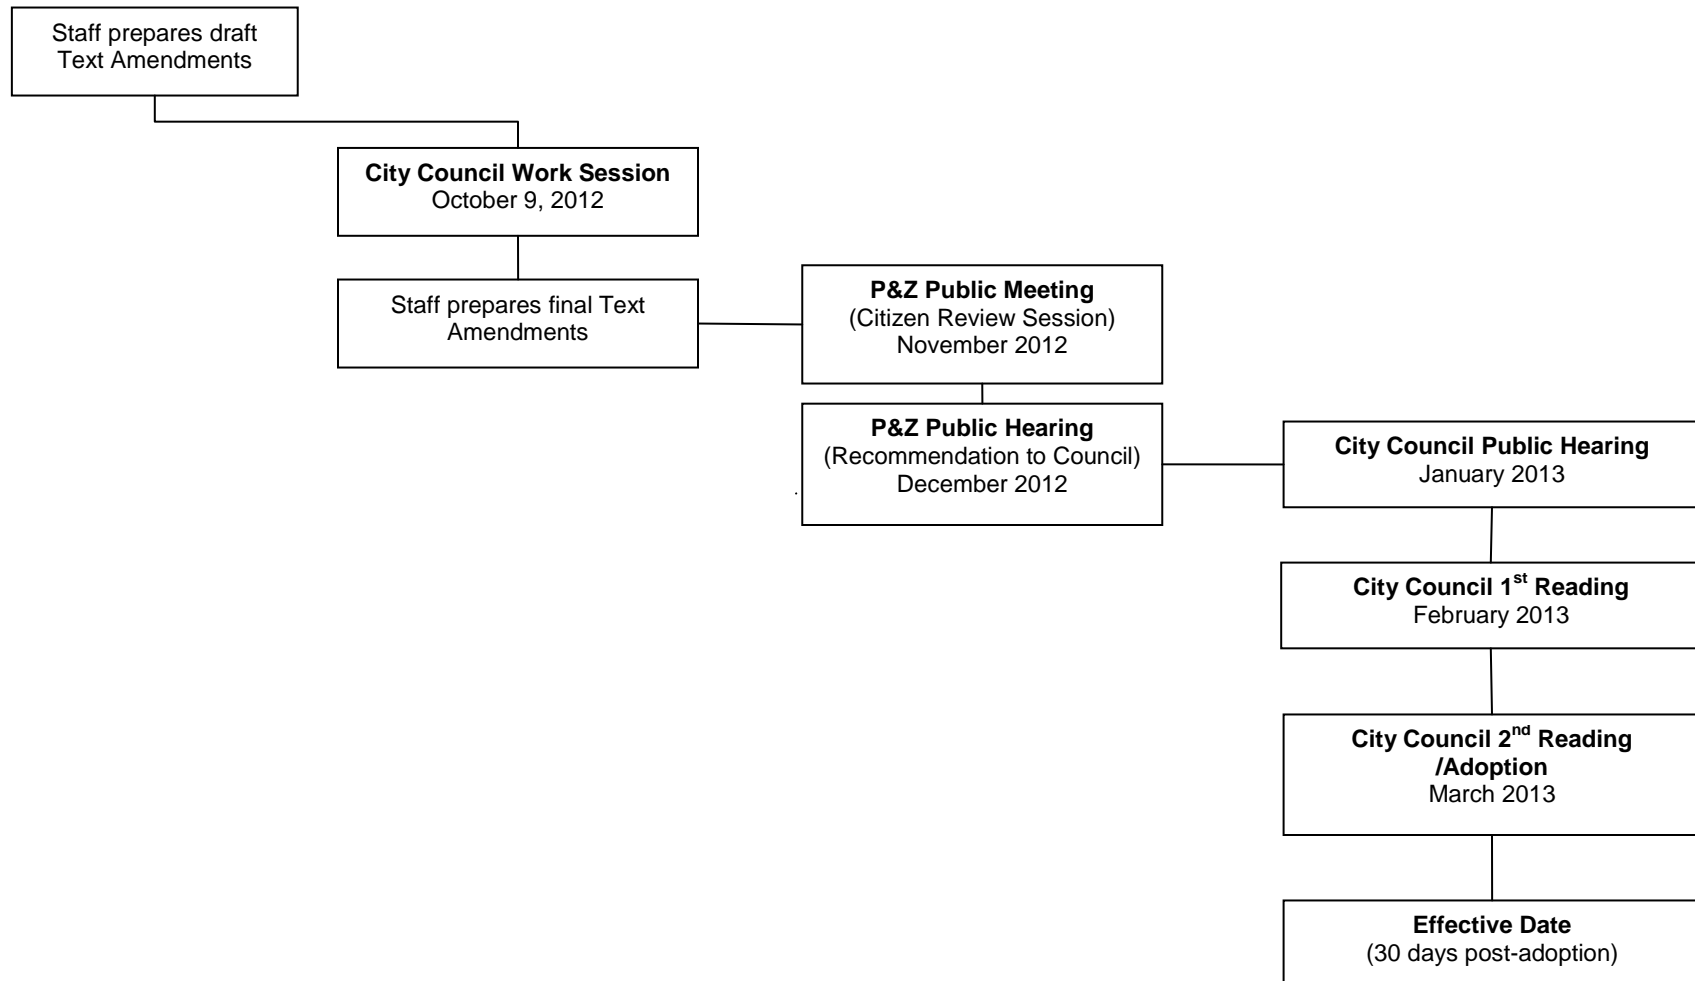 Staff prepares draft
Text Amendments
City Council Work Session
October 9, 2012
Staff prepares final Text
Amendments
P&Z Public Meeting
(Citizen Review Session)
November 2012
P&Z Public Hearing
(Recommendation to Council)
December 2012
.
City Council Public Hearing
January 2013
City Council 1st Reading
February 2013
City Council 2nd Reading
/Adoption
March 2013
Effective Date
(30 days post-adoption)